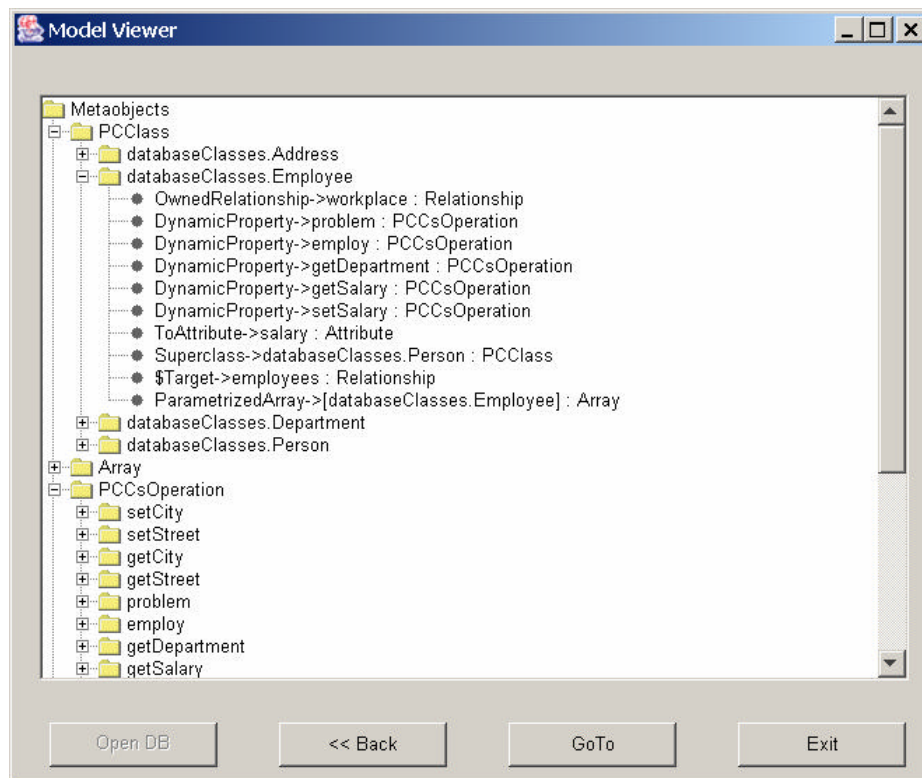 Model Viewer
Metaobjects
PCClass
databaseClasses.Address
databaseClasses.Employee
OwnedRelationship->workplace : Relationship
DynamicProperty->problem : PCCsOperation
DynamicProperty->employ : PCCsOperation
DynamicProperty->getDepartment : PCCsOperation
DynamicProperty->getSalary : PCCsOperation
DynamicProperty->setSalary : PCCsOperation
ToAttribute->salary : Attribute
Superclass->databaseClasses.Person : PCClass
$Target->employees : Relationship
ParametrizedArray->[databaseClasses.Employee] : Array
databaseClasses.Department
databaseClasses.Person
Array
PCCsOperation
setCity
setStreet
getCity
getStreet
problem
employ
getDepartment
getSalary
Open DB << Back GoTo Exit